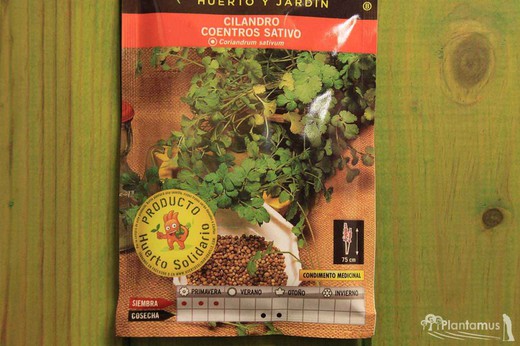 HUERTO Y JARDÍN
®
CILANDRO
COENTROS SATIVO
Coriandrum sativum
PRODUCTO
Huerto Solidario
75 cm
CONDIMENTO MEDICINAL
PRIMAVERA VERANO OTOÑO INVIERNO
SIEMBRA
COSECHA
Plantamus